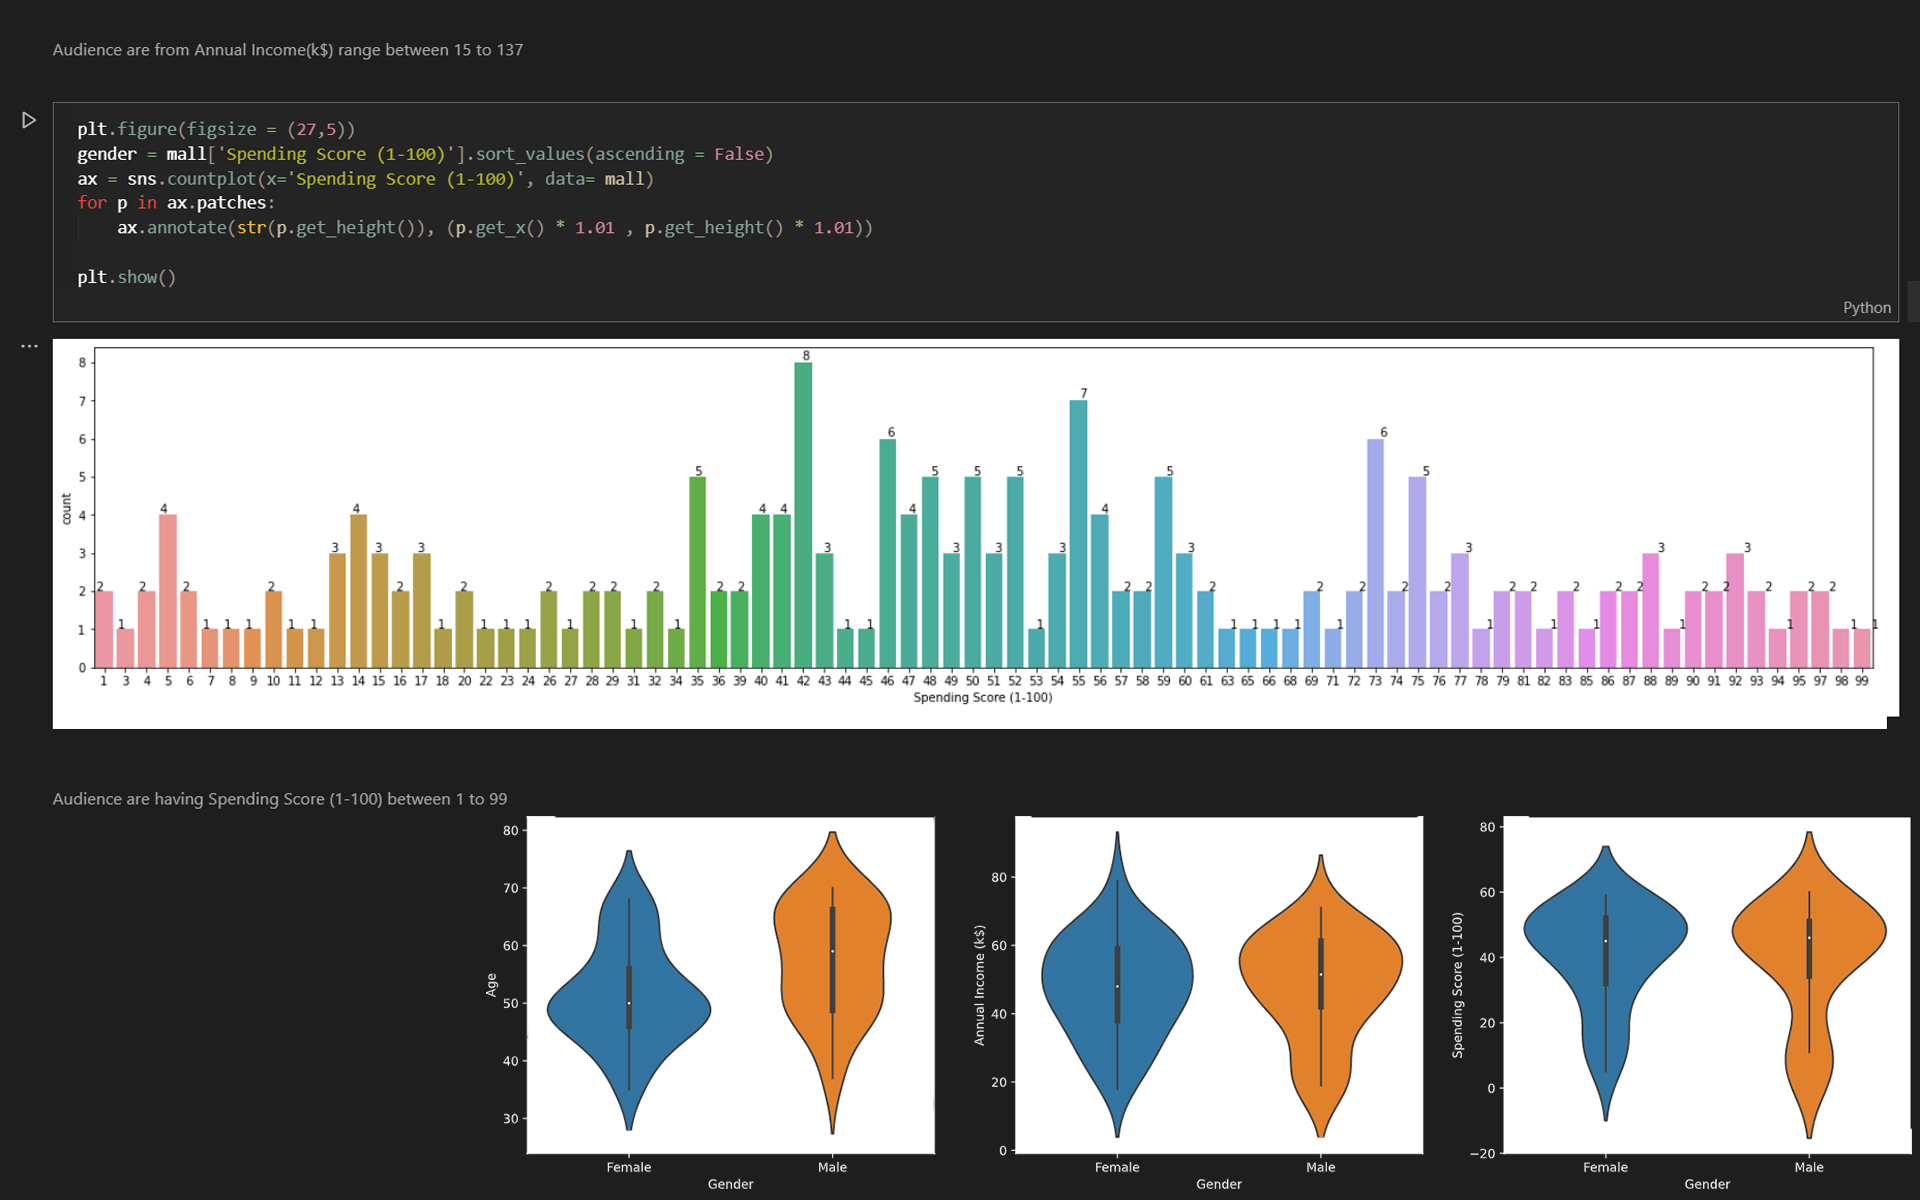 Audience are from Annual Income(k$) range between 15 to 137
plt.figure(figsize = (27,5))
gender = mall['Spending Score (1-100)'].sort_values(ascending = False)
ax = sns.countplot(x='Spending Score (1-100)', data= mall)
for p in ax.patches:
    ax.annotate(str(p.get_height()), (p.get_x() * 1.01 , p.get_height() * 1.01))
plt.show()
Python
...
8 7 6 5 4 3 2 1 0
count
2 1 2 4 2 1 1 1 2 1 1 3 4 3 2 3 1 2 1 1 1 2 1 2 2 1 2 1 5 2 2 4 4 8 3 1 1 6 4 5 3 5 3 5 1 3 7 4 2 2 5 3 2 1 1 1 1 2 1 2 6 2 5 2 3 1 2 2 1 2 1 2 2 3 1 2 2 3 2 1 2 2 1 1
1 3 4 5 6 7 8 9 10 11 12 13 14 15 16 17 18 20 22 23 24 26 27 28 29 31 32 34 35 36 39 40 41 42 43 44 45 46 47 48 49 50 51 52 53 54 55 56 57 58 59 60 61 63 65 66 68 69 71 72 73 74 75 76 77 78 79 81 82 83 85 86 87 88 89 90 91 92 93 94 95 97 98 99
Spending Score (1-100)
Audience are having Spending Score (1-100) between 1 to 99
80 70 60 50 40 30
Age
Female Male
Gender
80 60 40 20 0
Annual Income (k$)
Female Male
Gender
80 60 40 20 0 −20
Spending Score (1-100)
Female Male
Gender